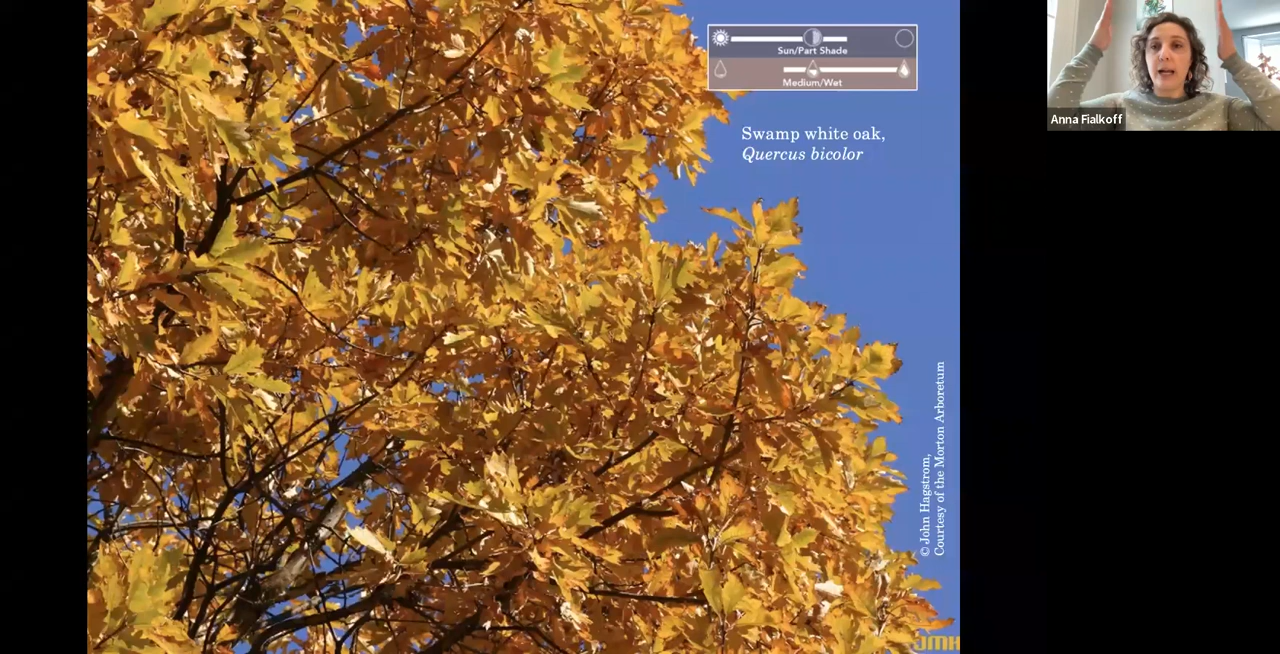 Sun/Part Shade
Medium/Wet
Swamp white oak,
Quercus bicolor
© John Hagstrom,
Courtesy of the Morton Arboretum
JMH
Anna Fialkoff